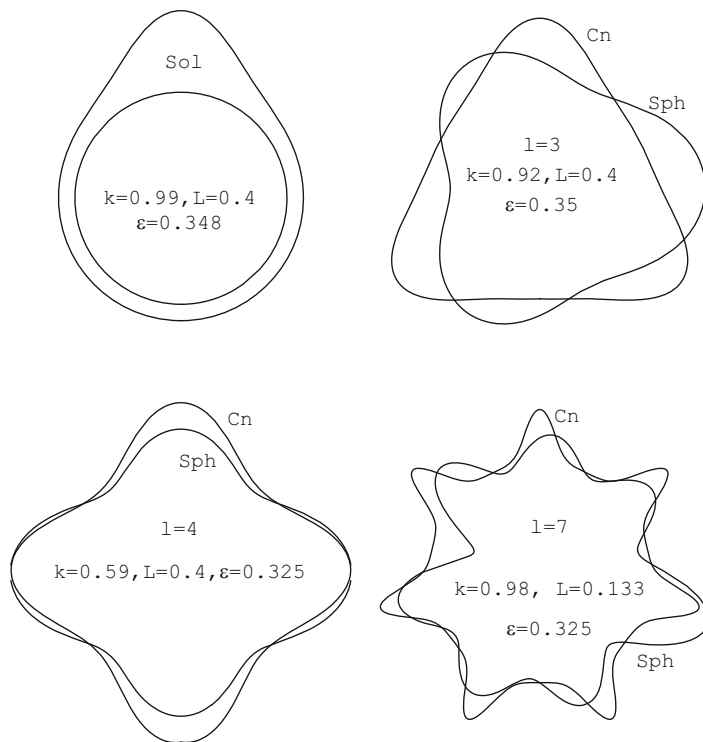 Sol
k=0.99,L=0.4
ε=0.348
Cn
Sph
l=3
k=0.92,L=0.4
ε=0.35
Cn
Sph
l=4
k=0.59,L=0.4,ε=0.325
Cn
l=7
k=0.98, L=0.133
ε=0.325
Sph